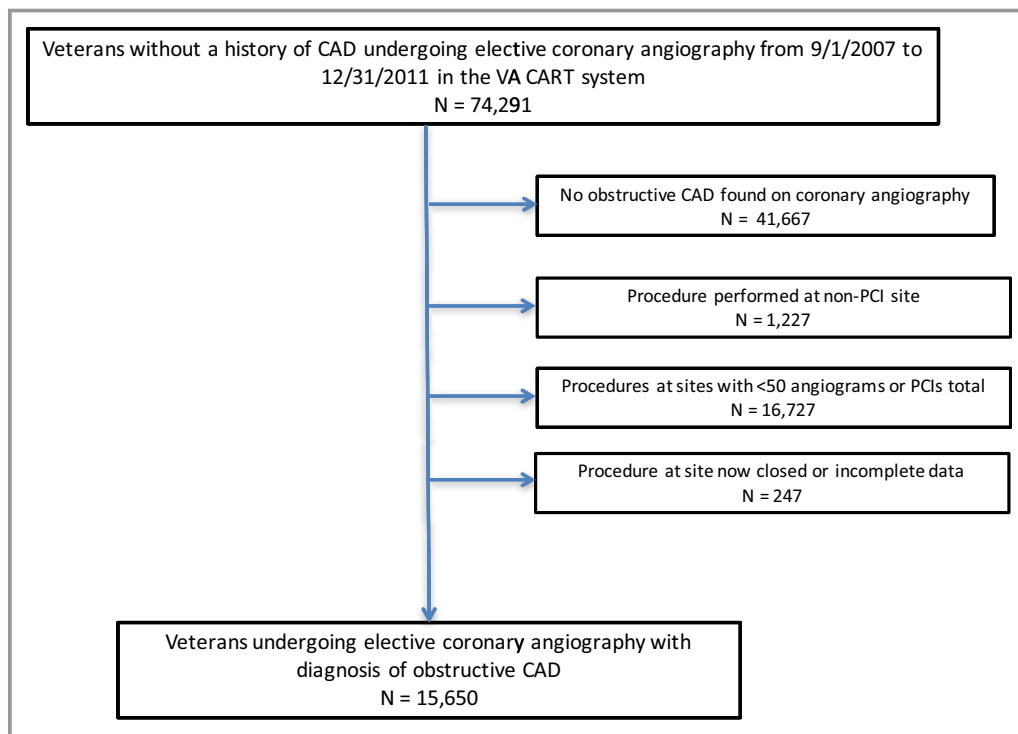 Veterans without a history of CAD undergoing elective coronary angiography from 9/1/2007 to
12/31/2011 in the VA CART system
N = 74,291
No obstructive CAD found on coronary angiography
N = 41,667
Procedure performed at non-PCI site
N = 1,227
Procedures at sites with <50 angiograms or PCIs total
N = 16,727
Procedure at site now closed or incomplete data
N = 247
Veterans undergoing elective coronary angiography with
diagnosis of obstructive CAD
N = 15,650